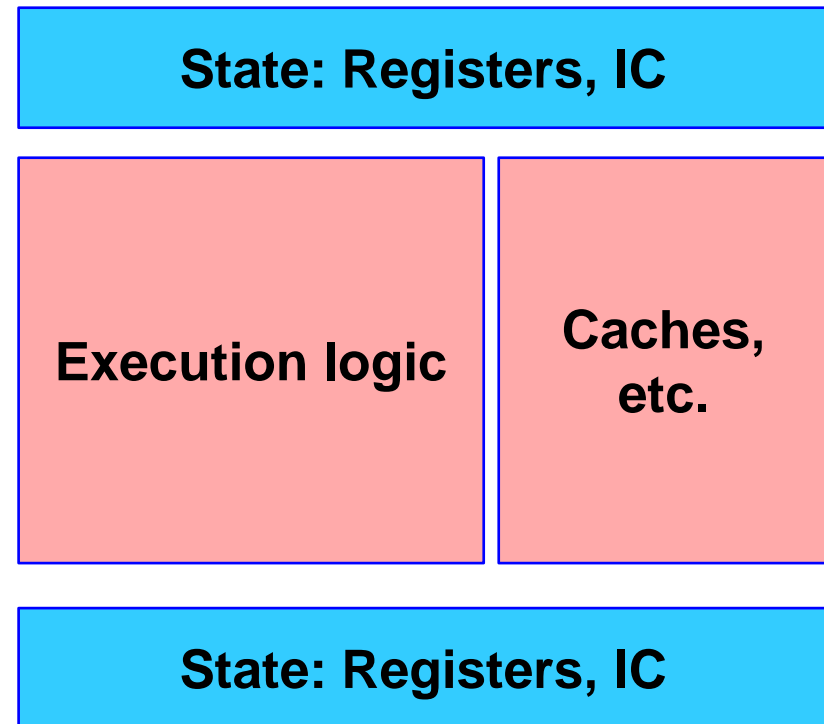 State: Registers, IC
Execution logic
Caches,
etc.
State: Registers, IC